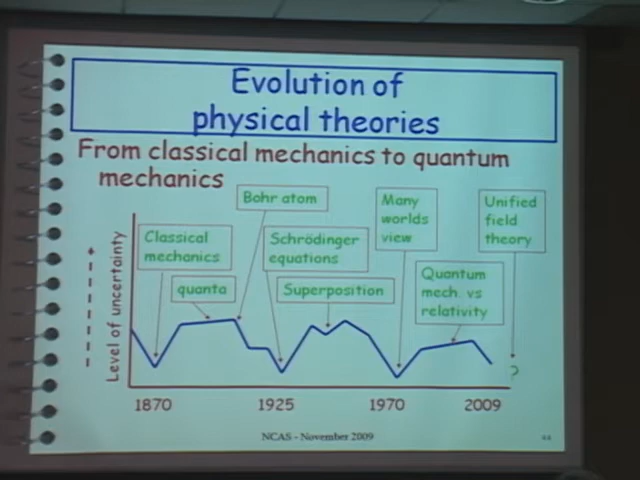 Evolution of
physical theories
From classical mechanics to quantum
mechanics
Bohr atom
Many
worlds
view
Unified
field
theory
Classical
mechanics
Schrödinger
equations
quanta
Superposition
Quantum
mech. vs
relativity
Level of uncertainty
- - - - - +
?
1870
1925
1970
2009
NCAS - November 2009